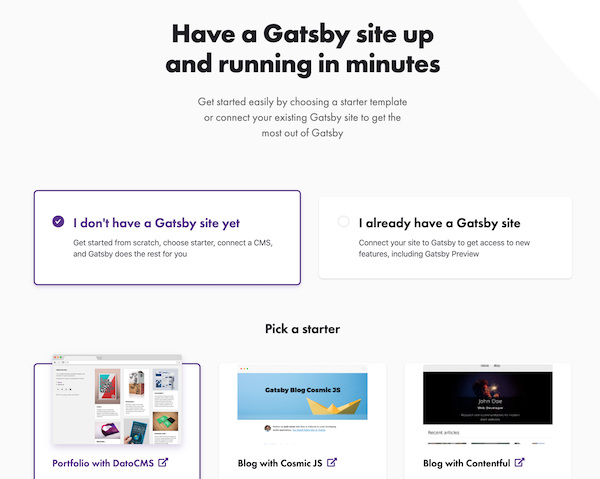 Have a Gatsby site up
and running in minutes
Get started easily by choosing a starter template
or connect your existing Gatsby site to get the
most out of Gatsby
I don't have a Gatsby site yet
Get started from scratch, choose starter, connect a CMS,
and Gatsby does the rest for you
I already have a Gatsby site
Connect your site to Gatsby to get access to new
features, including Gatsby Preview
Pick a starter
Portfolio with DatoCMS
Gatsby Blog Cosmic JS
Blog with Cosmic JS
John Doe
Web Developer
Recent articles
Blog with Contentful